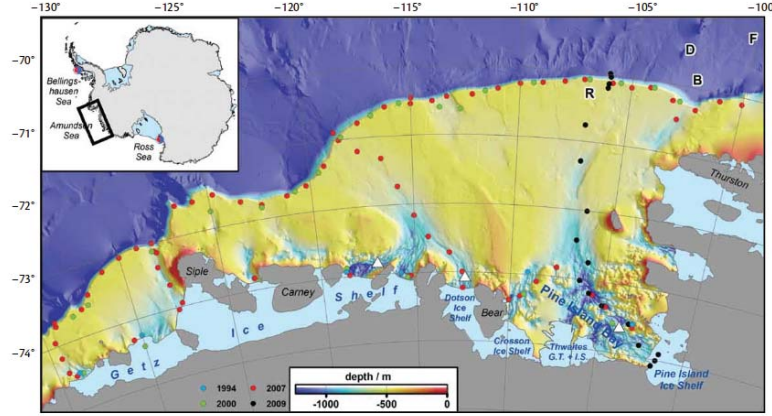 -130 -125 -120 -115 -110 -105 -100
-70
-71
-72
-73
-74
Bellings-
hausen
Sea
Amundsen
Sea
Ross
Sea
F
D
B
R
Thurston
Siple
Carney
Bear
Getz Ice Shelf
Dotson
Ice
Shelf
Crosson
Ice Shelf
Thwaites
G.T. + I.S.
Pine Island Bay
Pine Island
Ice Shelf
1994
2000
2007
2009
depth / m
-1000 -500 0